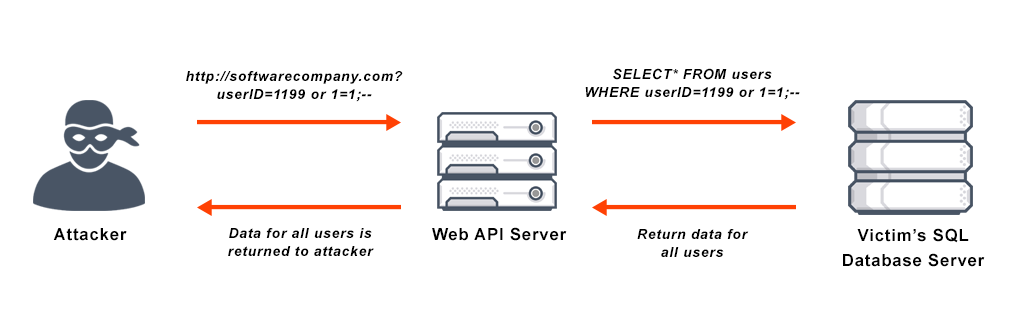 http://softwarecompany.com?
userID=1199 or 1=1;--
SELECT* FROM users
WHERE userID=1199 or 1=1;--
Attacker
Data for all users is
returned to attacker
Web API Server
Return data for
all users
Victim’s SQL
Database Server